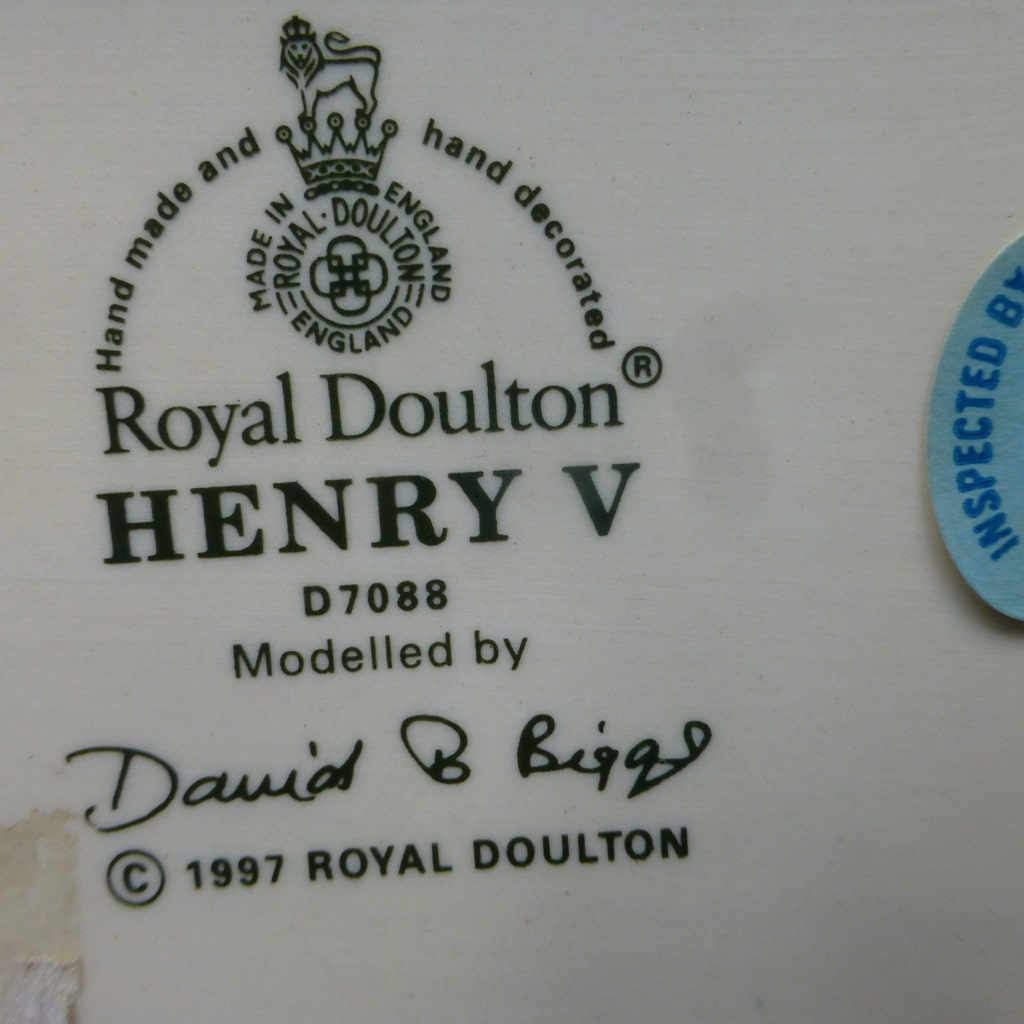 Hand made and hand decorated
MADE IN ENGLAND
ROYAL · DOULTON
ENGLAND
Royal Doulton®
HENRY V
D7088
Modelled by
David B Biggs
© 1997 ROYAL DOULTON
INSPECTED BY